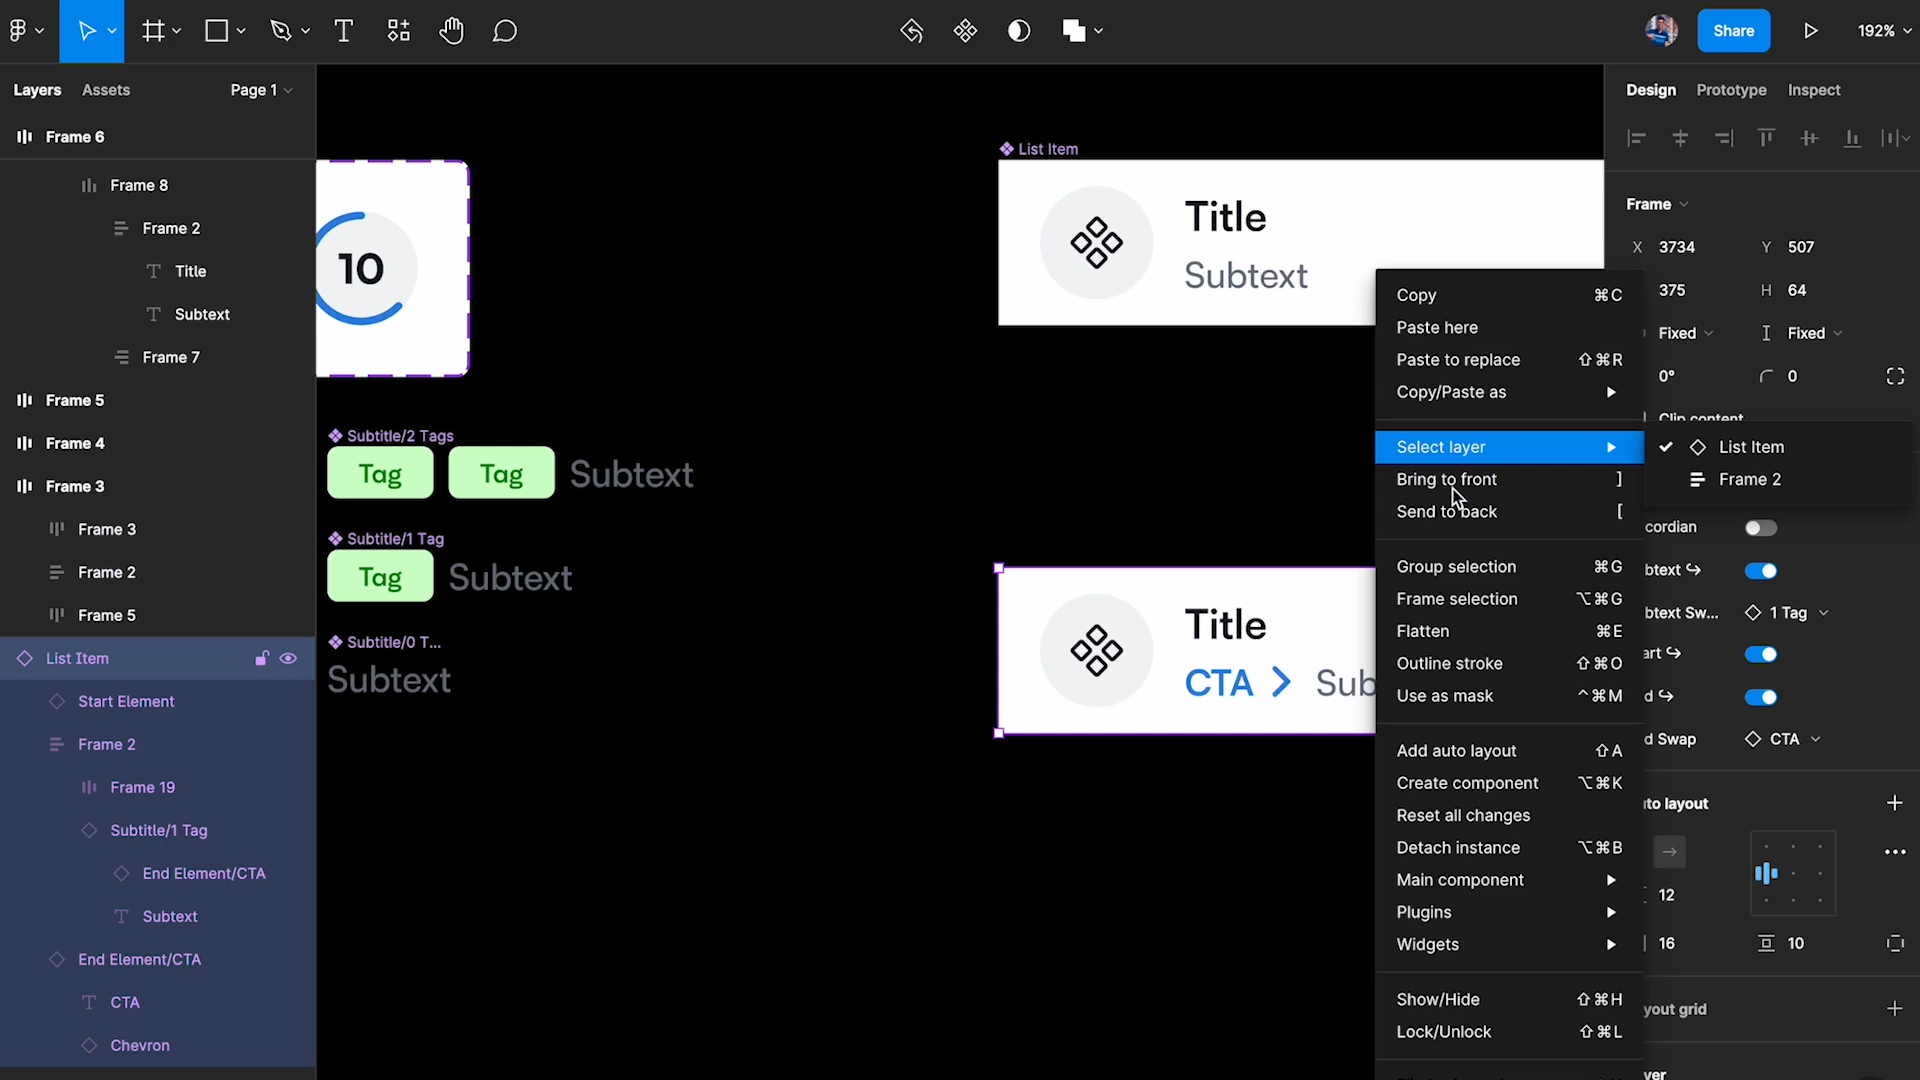 Share
192%
Layers
Assets
Page 1
Frame 6
Frame 8
Frame 2
Title
Subtext
Frame 7
Frame 5
Frame 4
Frame 3
Frame 3
Frame 2
Frame 5
List Item
Start Element
Frame 2
Frame 19
Subtitle/1 Tag
End Element/CTA
Subtext
End Element/CTA
CTA
Chevron
10
Subtitle/2 Tags
Tag
Tag
Subtext
Subtitle/1 Tag
Tag
Subtext
Subtitle/0 T...
Subtext
List Item
Title
Subtext
Title
CTA
Sub
Copy ⌘C
Paste here
Paste to replace ⇧⌘R
Copy/Paste as
Select layer
Bring to front ]
Send to back [
Group selection ⌘G
Frame selection ⌥⌘G
Flatten ⌘E
Outline stroke ⇧⌘O
Use as mask ^⌘M
Add auto layout ⇧A
Create component ⌥⌘K
Reset all changes
Detach instance ⌥⌘B
Main component
Plugins
Widgets
Show/Hide ⇧⌘H
Lock/Unlock ⇧⌘L
List Item
Frame 2
Design
Prototype
Inspect
Frame
X 3734
Y 507
375
H 64
Fixed
Fixed
0°
0
Clip content
cordian
btext
btext Sw...
1 Tag
art
d
d Swap
CTA
uto layout
12
16
10
yout grid
yer